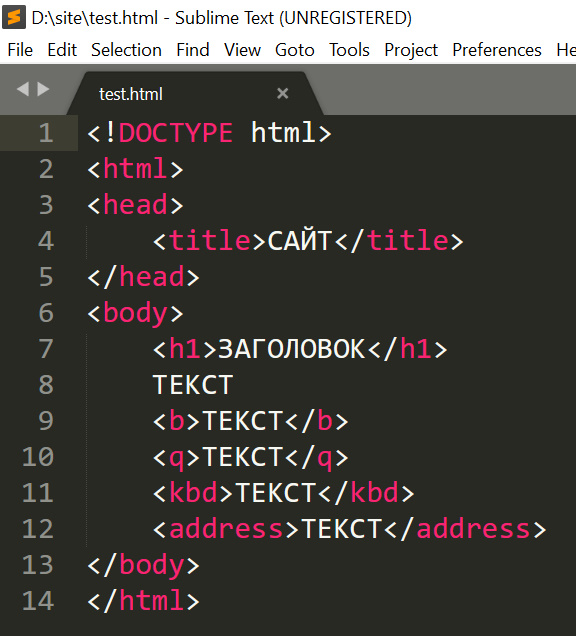 D:\site\test.html - Sublime Text (UNREGISTERED)
File Edit Selection Find View Goto Tools Project Preferences He
test.html
1 <!DOCTYPE html>
2 <html>
3 <head>
4 <title>САЙТ</title>
5 </head>
6 <body>
7 <h1>ЗАГОЛОВОК</h1>
8 ТЕКСТ
9 <b>ТЕКСТ</b>
10 <q>ТЕКСТ</q>
11 <kbd>ТЕКСТ</kbd>
12 <address>ТЕКСТ</address>
13 </body>
14 </html>